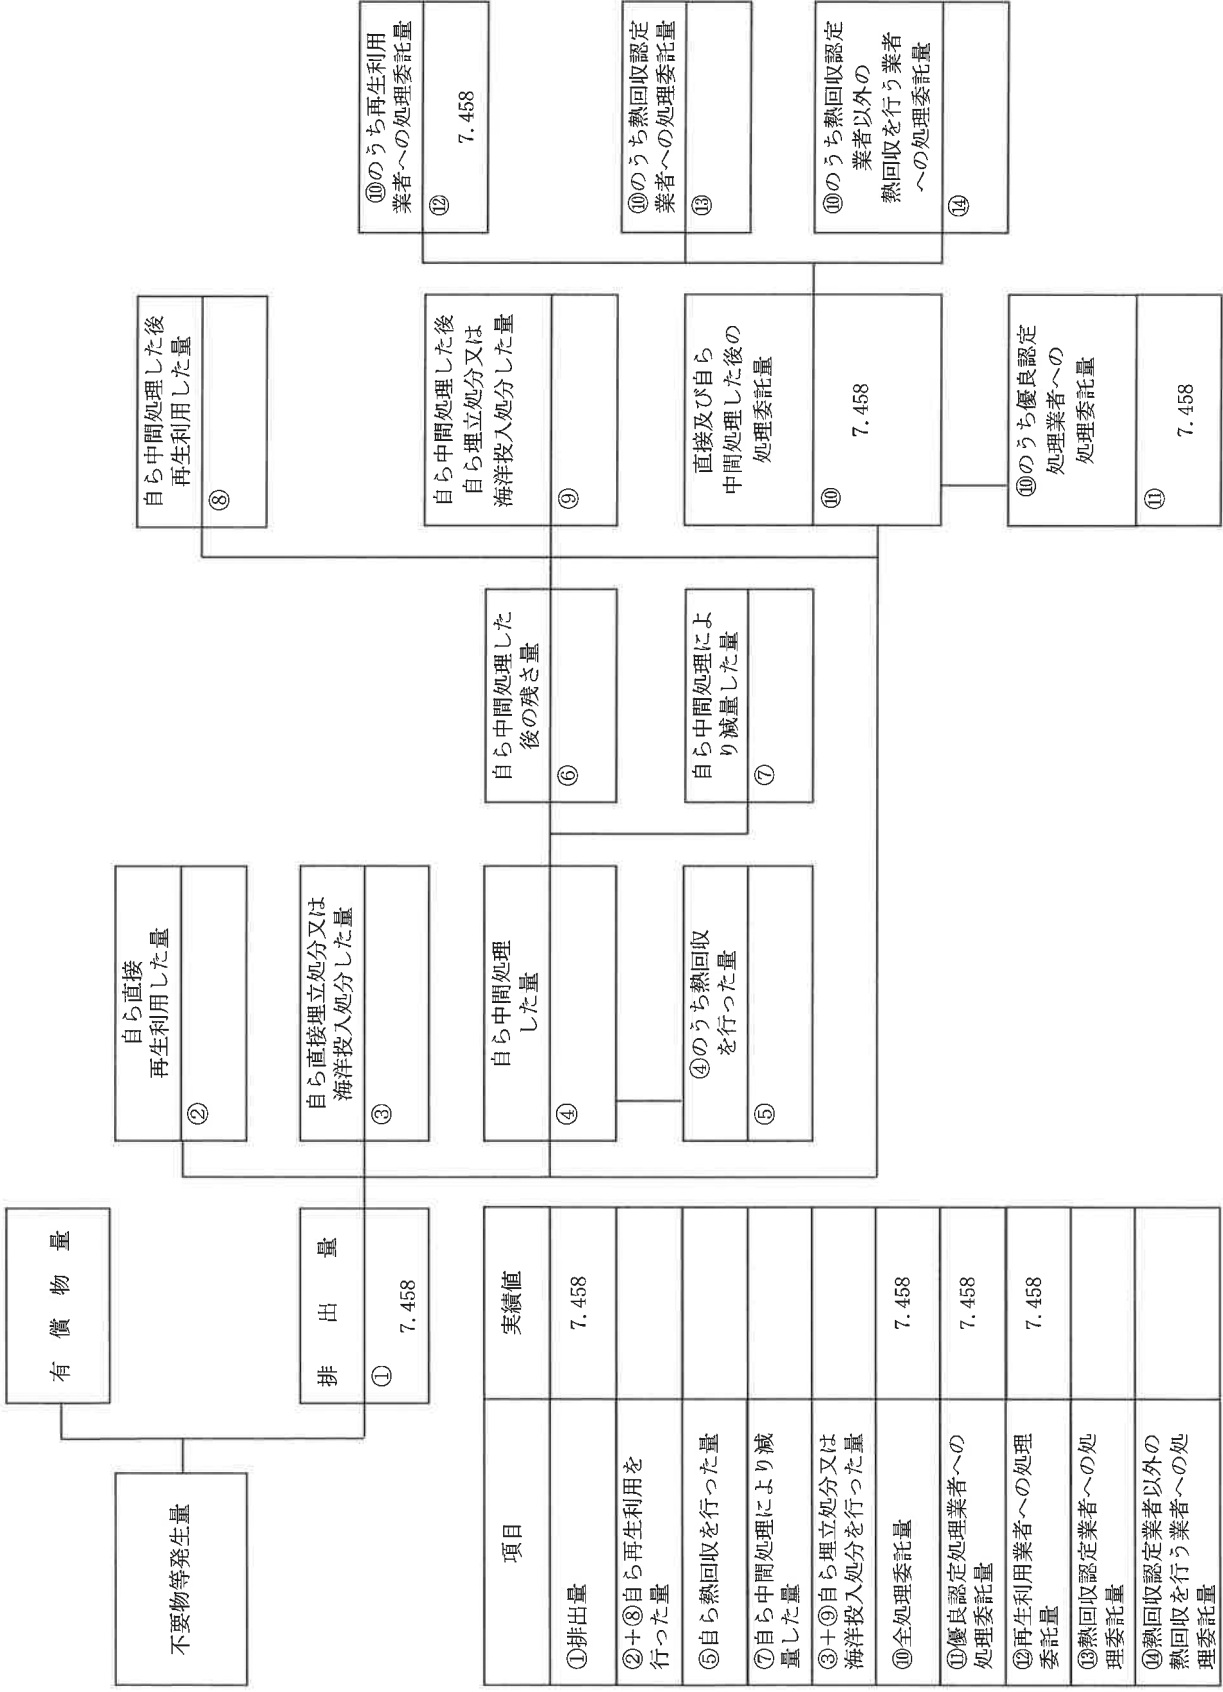 不要物等発生量
有償物量
排出量
①
7.458
自ら直接
再生利用した量
②
自ら直接埋立処分又は
海洋投入処分した量
③
自ら中間処理
した量
④
④のうち熱回収
を行った量
⑤
自ら中間処理した
後の残さ量
⑥
自ら中間処理によ
り減量した量
⑦
自ら中間処理した後
再生利用した量
⑧
自ら中間処理した後
自ら埋立処分又は
海洋投入処分した量
⑨
直接及び自ら
中間処理した後の
処理委託量
⑩
7.458
⑩のうち優良認定
処理業者への
処理委託量
⑪
7.458
⑩のうち再生利用
業者への処理委託量
⑫
7.458
⑩のうち熱回収認定
業者への処理委託量
⑬
⑩のうち熱回収認定
業者以外の
熱回収を行う業者
への処理委託量
⑭
項目 実績値
①排出量 7.458
②+⑧自ら再生利用を
行った量
⑤自ら熱回収を行った量
⑦自ら中間処理により減
量した量
③+⑨自ら埋立処分又は
海洋投入処分を行った量
⑩全処理委託量 7.458
⑪優良認定処理業者への
処理委託量 7.458
⑫再生利用業者への処理
委託量 7.458
⑬熱回収認定業者への処
理委託量
⑭熱回収認定業者以外の
熱回収を行う業者への処
理委託量